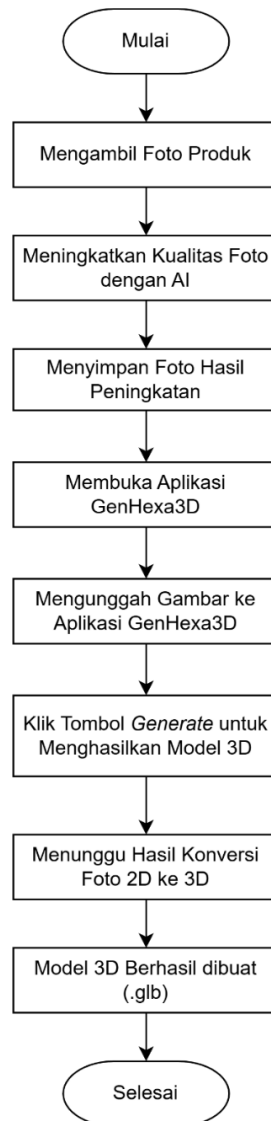 Mulai
Mengambil Foto Produk
Meningkatkan Kualitas Foto
dengan AI
Menyimpan Foto Hasil
Peningkatan
Membuka Aplikasi
GenHexa3D
Mengunggah Gambar ke
Aplikasi GenHexa3D
Klik Tombol Generate untuk
Menghasilkan Model 3D
Menunggu Hasil Konversi
Foto 2D ke 3D
Model 3D Berhasil dibuat
(.glb)
Selesai